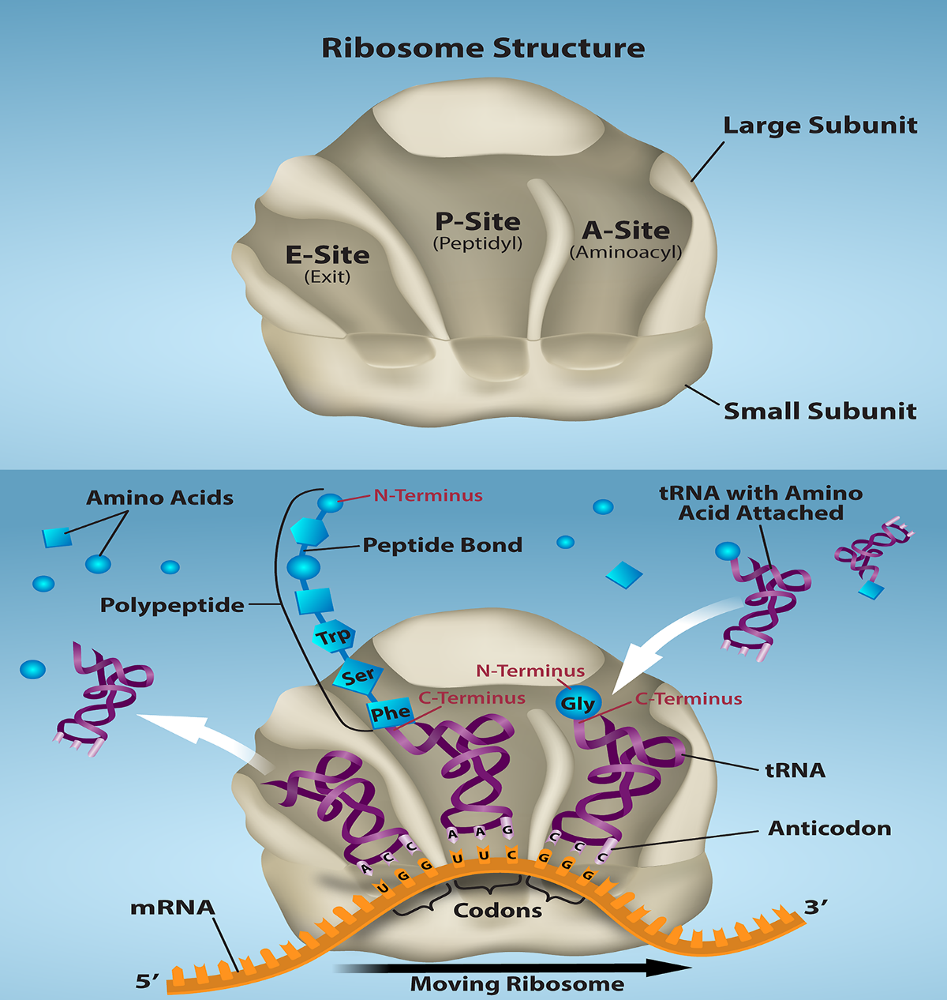 Ribosome Structure
Large Subunit
P-Site
(Peptidyl)
A-Site
(Aminoacyl)
E-Site
(Exit)
Small Subunit
Amino Acids
N-Terminus
tRNA with Amino
Acid Attached
Peptide Bond
Polypeptide
Trp
Ser
Phe
C-Terminus
N-Terminus
Gly
C-Terminus
tRNA
Anticodon
A C C
A A G
C C C
U G G U U C G G G
Codons
mRNA
3′
5′
Moving Ribosome